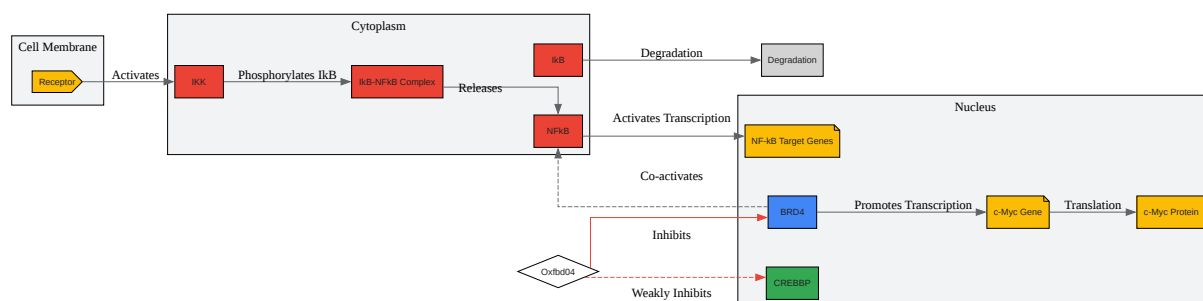 Cytoplasm
Cell Membrane
IkB
Degradation
Degradation
Receptor
Activates
IKK
Phosphorylates IkB
IkB-NFkB Complex
Releases
Nucleus
NFkB
Activates Transcription
NF-kB Target Genes
Co-activates
BRD4
Promotes Transcription
c-Myc Gene
Translation
c-Myc Protein
Inhibits
Oxfbd04
CREBBP
Weakly Inhibits